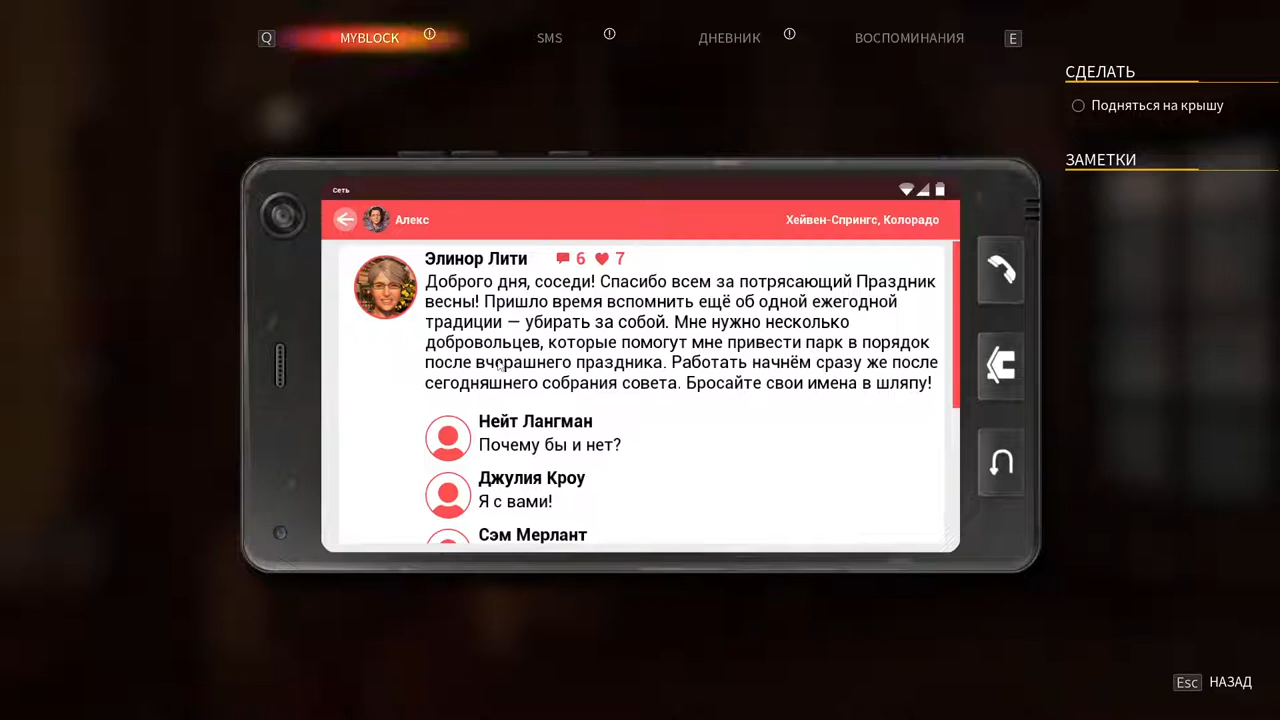 Q
MYBLOCK
SMS
ДНЕВНИК
ВОСПОМИНАНИЯ
E
СДЕЛАТЬ
Подняться на крышу
ЗАМЕТКИ
Сеть
Алекс
Хейвен-Спрингс, Колорадо
Элинор Лити 6 7
Доброго дня, соседи! Спасибо всем за потрясающий Праздник
весны! Пришло время вспомнить ещё об одной ежегодной
традиции — убирать за собой. Мне нужно несколько
добровольцев, которые помогут мне привести парк в порядок
после вчерашнего праздника. Работать начнём сразу же после
сегодняшнего собрания совета. Бросайте свои имена в шляпу!
Нейт Лангман
Почему бы и нет?
Джулия Кроу
Я с вами!
Сэм Мерлант
Esc НАЗАД